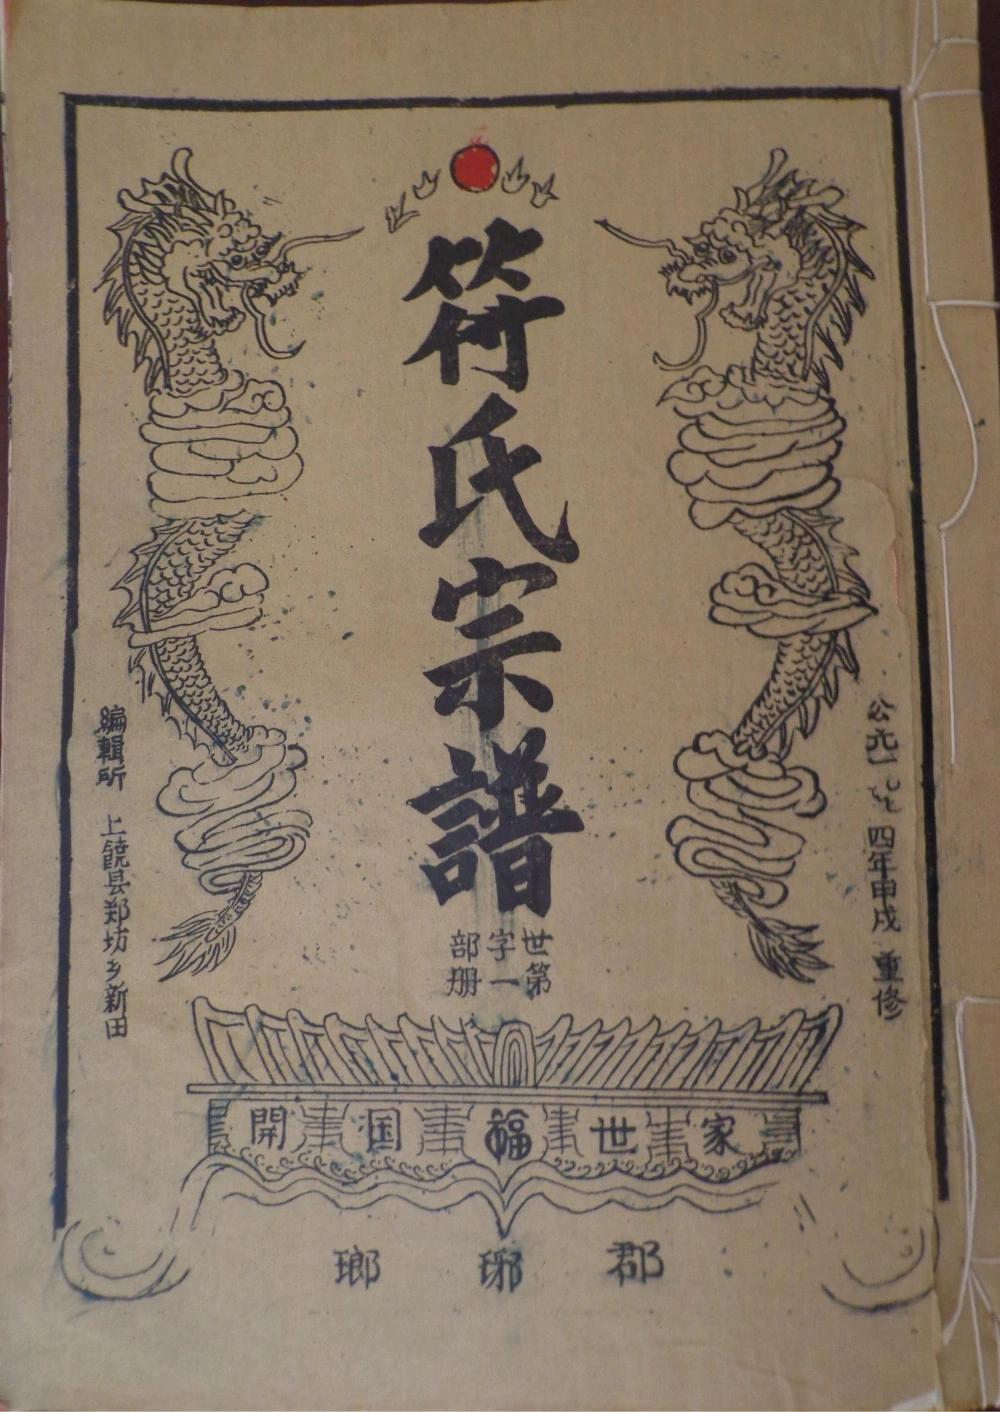 公元一九九四年甲戌 重修
符氏宗譜
世字部
第一册
編輯所 上饒县郑坊乡新田
開国福世家
瑯琊郡